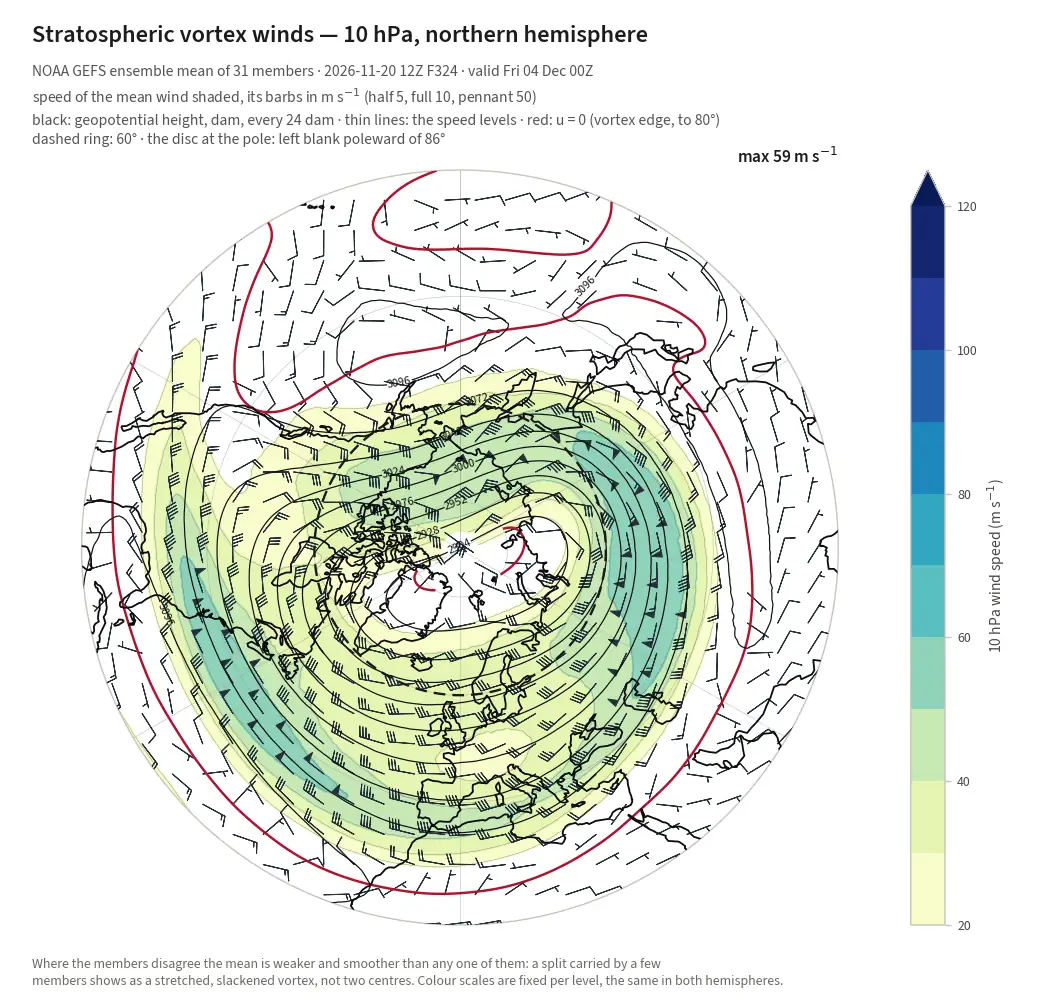 Stratospheric vortex winds — 10 hPa, northern hemisphere
NOAA GEFS ensemble mean of 31 members · 2026-11-20 12Z F324 · valid Fri 04 Dec 00Z
speed of the mean wind shaded, its barbs in m s⁻¹ (half 5, full 10, pennant 50)
black: geopotential height, dam, every 24 dam · thin lines: the speed levels · red: u = 0 (vortex edge, to 80°)
dashed ring: 60° · the disc at the pole: left blank poleward of 86°
max 59 m s⁻¹
120
100
80
60
40
20
10 hPa wind speed (m s⁻¹)
3096
3096
3072
3024
3000
2976
2952
2928
Where the members disagree the mean is weaker and smoother than any one of them: a split carried by a few
members shows as a stretched, slackened vortex, not two centres. Colour scales are fixed per level, the same in both hemispheres.